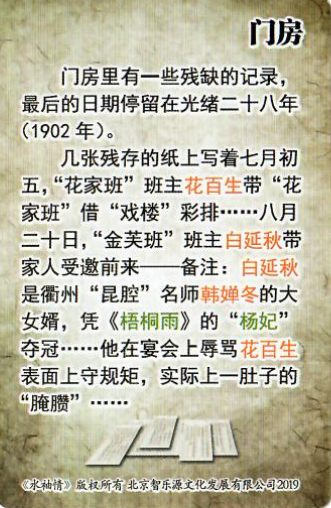 门房
门房里有一些残缺的记录，
最后的日期停留在光绪二十八年
（1902 年）。
几张残存的纸上写着七月初
五，“花家班”班主花百生带“花
家班”借“戏楼”彩排……八月
二十日，“金芙班”班主白延秋带
家人受邀前来——备注：白延秋
是衢州“昆腔”名师韩婵冬的大
女婿，凭《梧桐雨》的“杨妃”
夺冠……他在宴会上辱骂花百生
表面上守规矩，实际上一肚子的
“腌臜”……
《水袖情》版权所有 北京智乐源文化发展有限公司2019